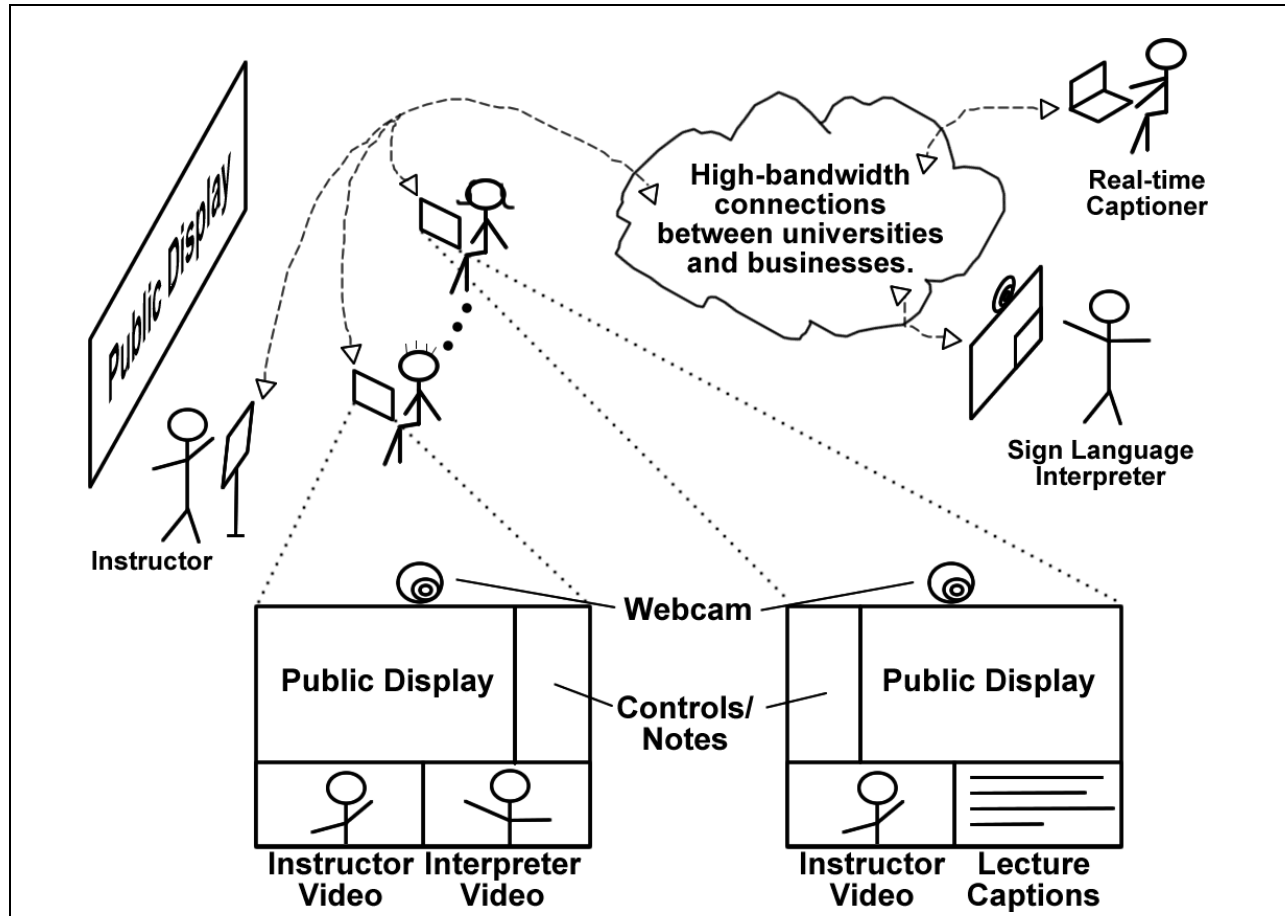 Public Display
High-bandwidth
connections
between universities
and businesses.
Real-time
Captioner
Sign Language
Interpreter
Instructor
Webcam
Public Display
Public Display
Controls/
Notes
Instructor
Video
Interpreter
Video
Instructor
Video
Lecture
Captions